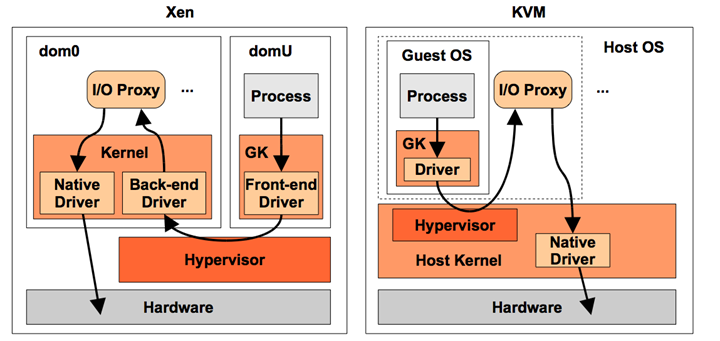 Xen
dom0
domU
I/O Proxy
...
Process
Kernel
GK
Native
Driver
Back-end
Driver
Front-end
Driver
Hypervisor
Hardware
KVM
Guest OS
Host OS
Process
I/O Proxy
...
GK
Driver
Hypervisor
Host Kernel
Native
Driver
Hardware